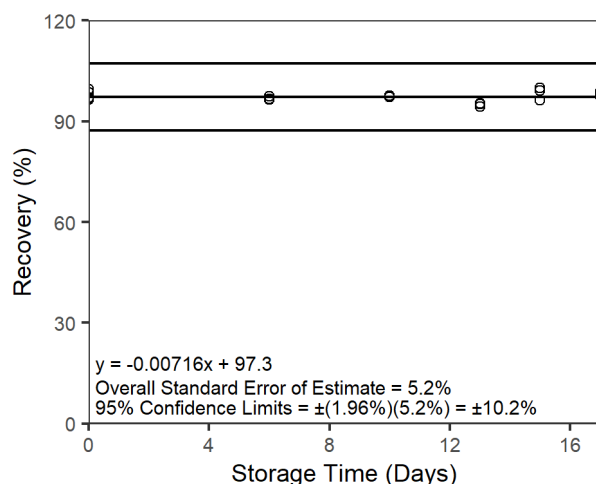 120
90
60
30
0
Recovery (%)
y = -0.00716x + 97.3
Overall Standard Error of Estimate = 5.2%
95% Confidence Limits = ±(1.96%)(5.2%) = ±10.2%
0 4 8 12 16
Storage Time (Days)